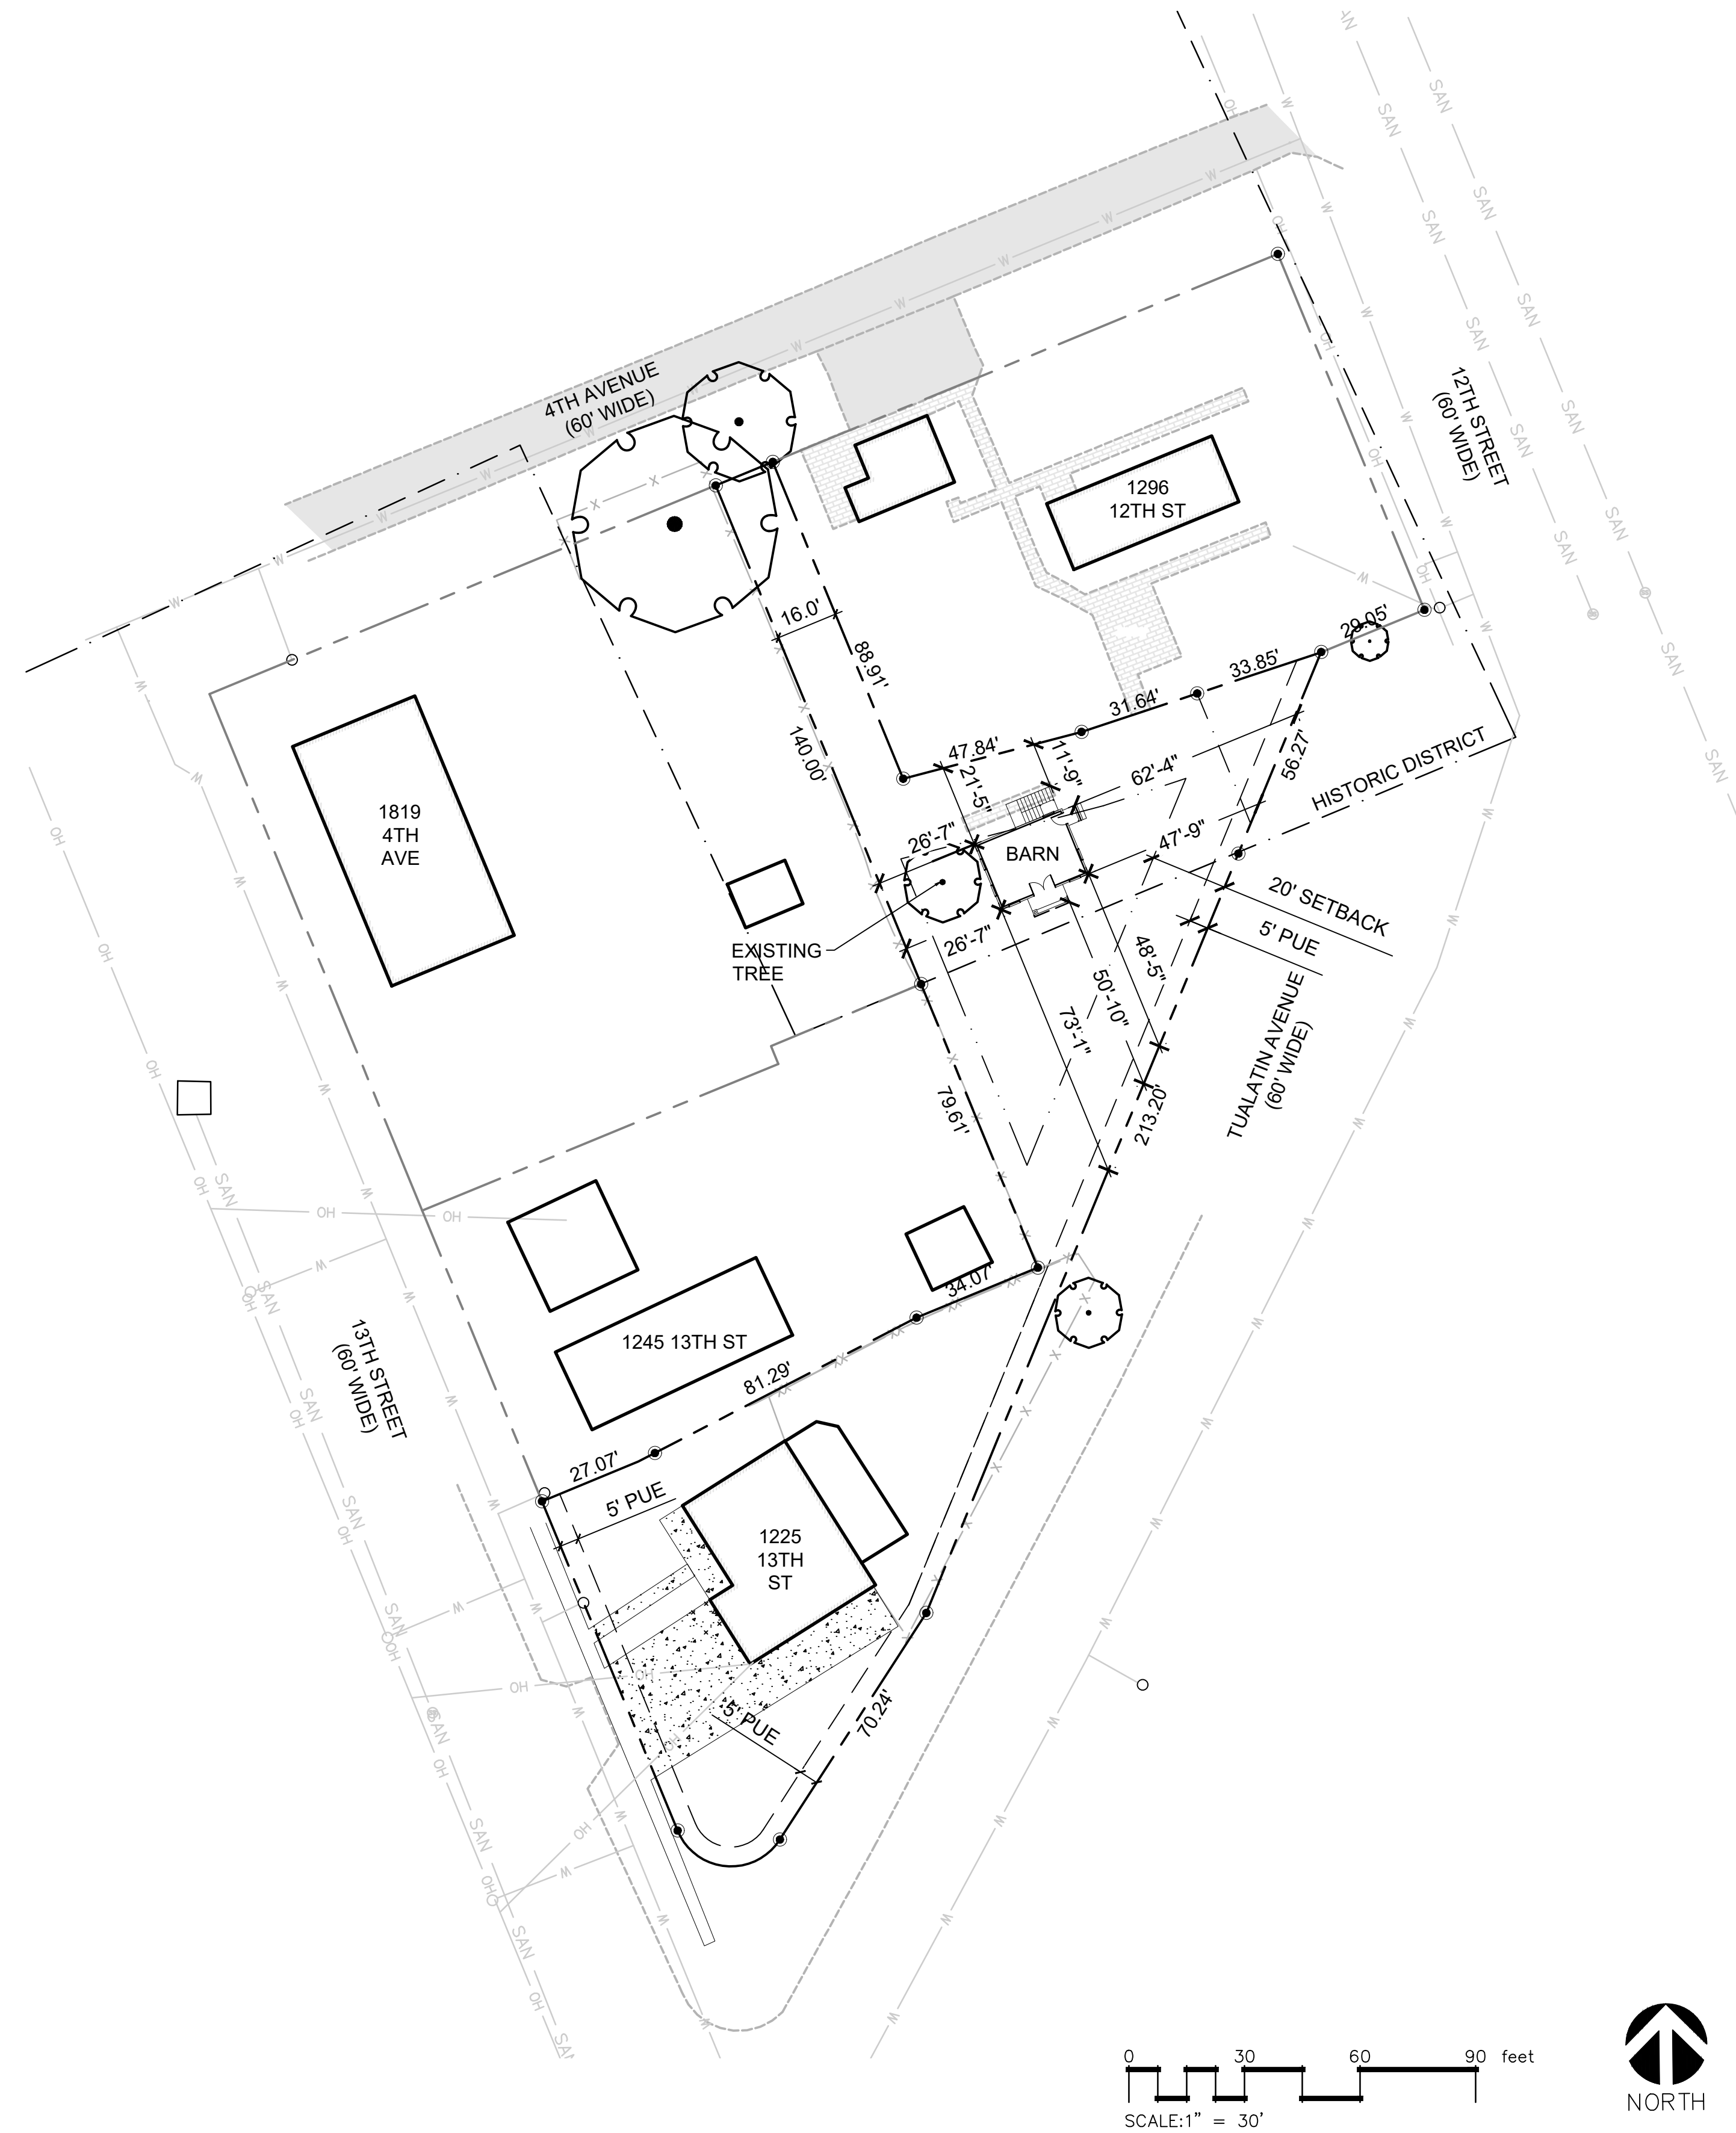 4TH AVENUE
(60' WIDE)
12TH STREET
(60' WIDE)
1296
12TH ST
16.0'
88.91'
29.05'
33.85'
31.64'
47.84'
140.00'
11'-9"
21'-5"
62'-4"
56.27'
HISTORIC DISTRICT
1819
4TH
AVE
26'-7"
BARN
47'-9"
20' SETBACK
5' PUE
EXISTING
TREE
26'-7"
48'-5"
50'-10"
73'-1"
TUALATIN AVENUE
(60' WIDE)
213.20'
79.61'
34.07'
1245 13TH ST
13TH STREET
(60' WIDE)
81.29'
27.07'
5' PUE
1225
13TH
ST
5' PUE
70.24'
W
OH
SAN
X
0 30 60 90 feet
SCALE:1" = 30'
NORTH